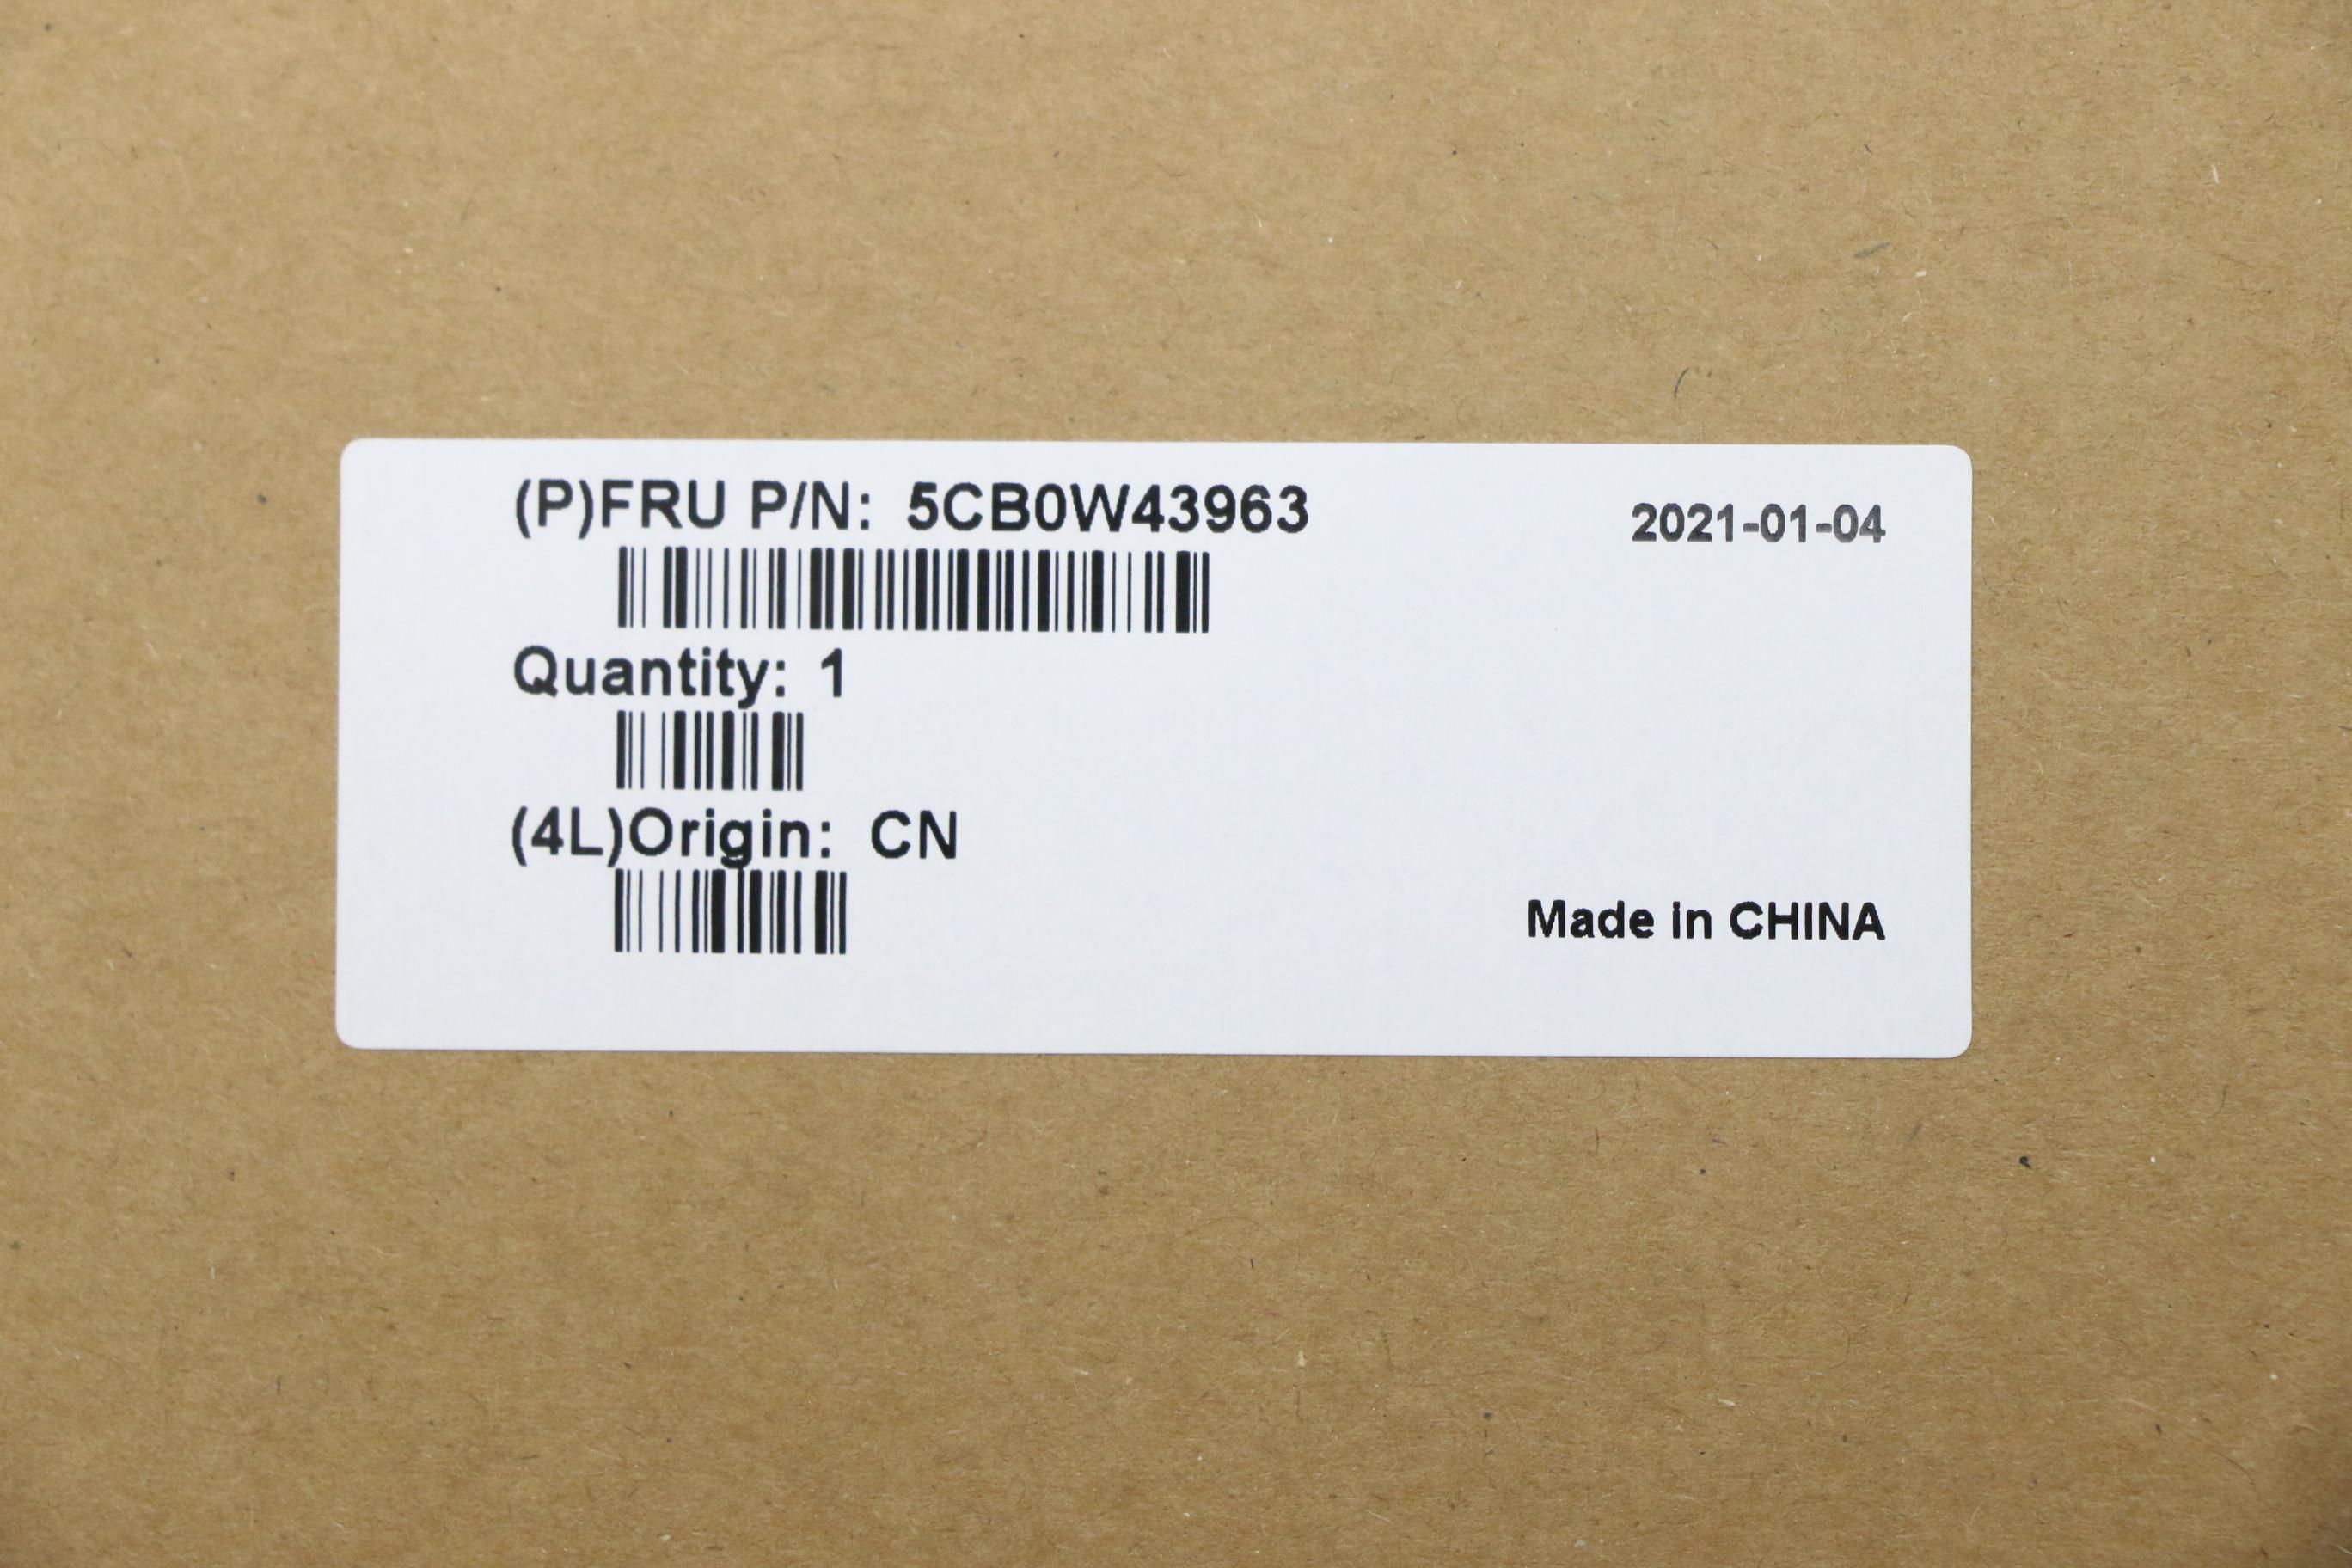 (P)FRU P/N: 5CB0W43963
2021-01-04
Quantity: 1
(4L)Origin: CN
Made in CHINA